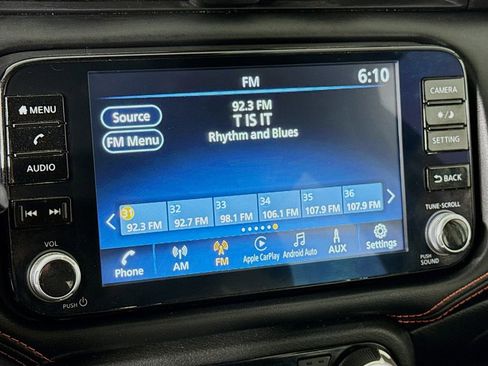 FM
6:10
MENU
AUDIO
VOL
PUSH
Source
FM Menu
92.3 FM
T IS IT
Rhythm and Blues
31 32 33 34 35 36
92.3 FM 92.7 FM 98.1 FM 106.1 FM 107.9 FM 107.9 FM
Phone AM FM Apple CarPlay Android Auto AUX Settings
CAMERA
SETTING
BACK
TUNE-SCROLL
PUSH
SOUND